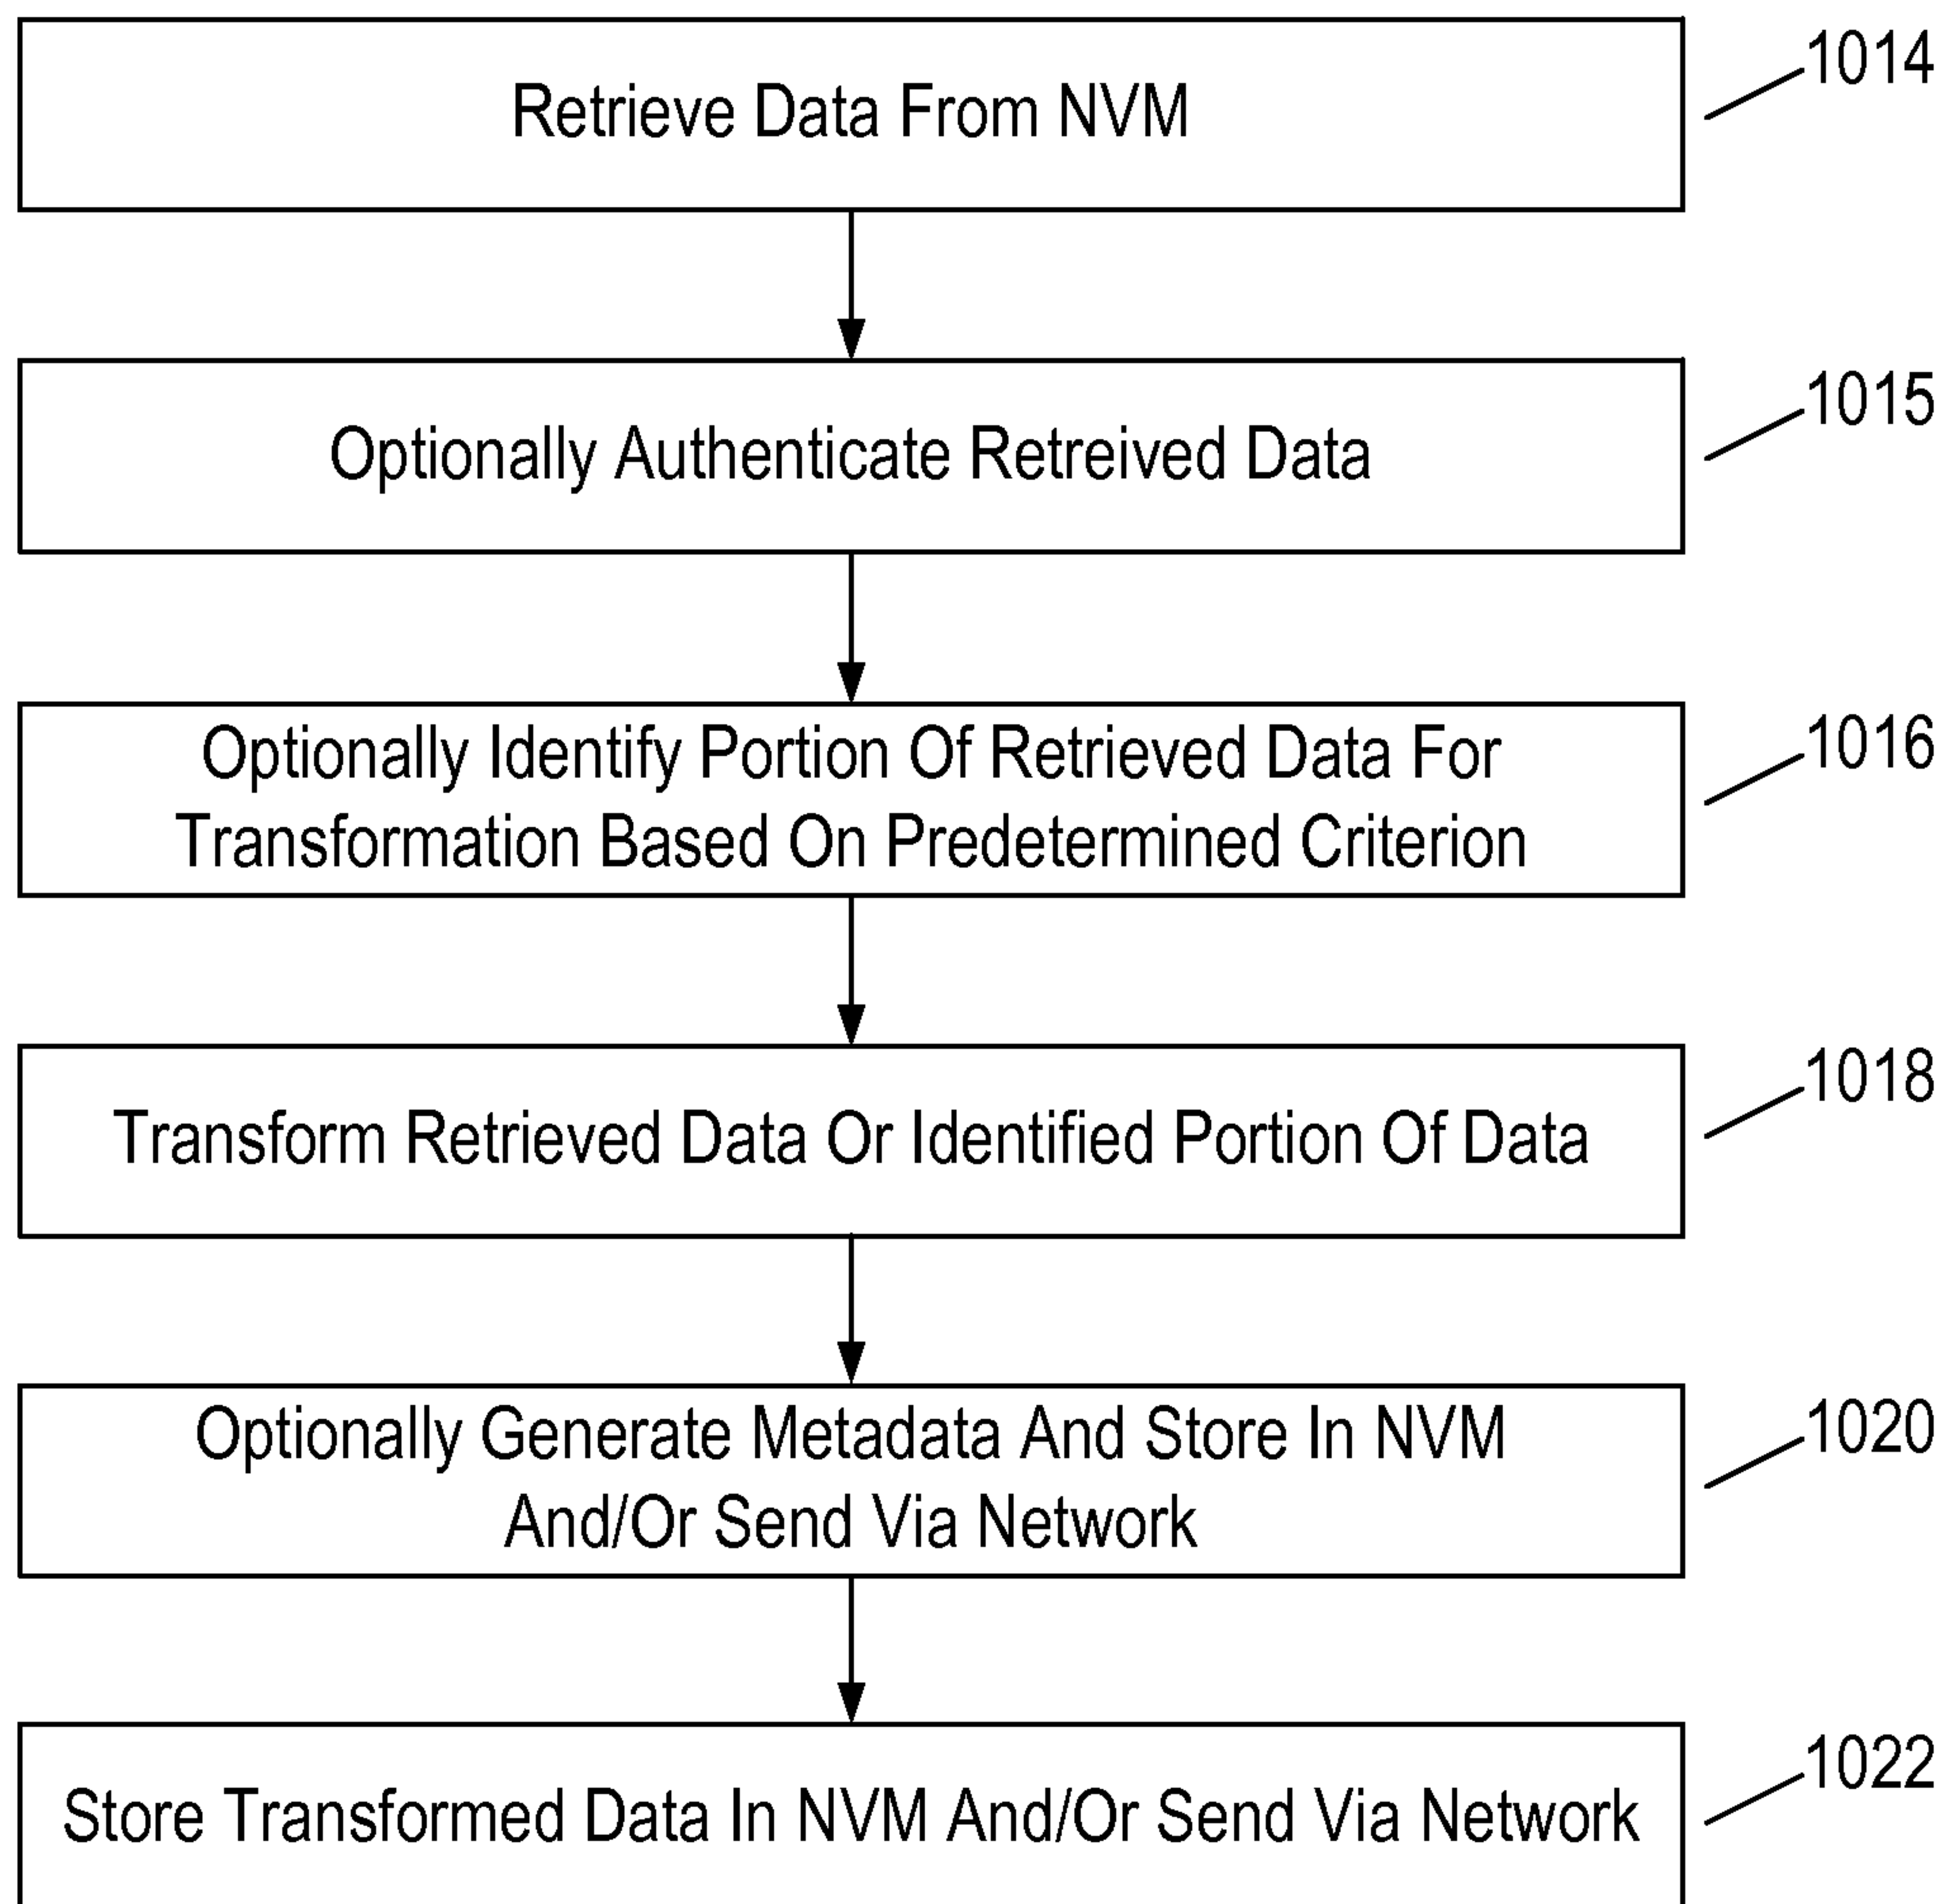 Retrieve Data From NVM
1014
Optionally Authenticate Retreived Data
1015
Optionally Identify Portion Of Retrieved Data For
Transformation Based On Predetermined Criterion
1016
Transform Retrieved Data Or Identified Portion Of Data
1018
Optionally Generate Metadata And Store In NVM
And/Or Send Via Network
1020
Store Transformed Data In NVM And/Or Send Via Network
1022